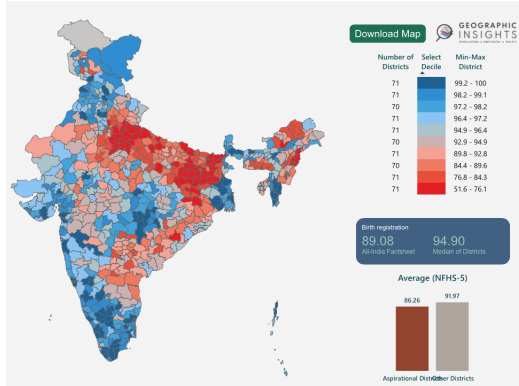 Download Map
GEOGRAPHIC
INSIGHTS
Number of Districts
Select Decile
Min-Max District
71 99.2 - 100
71 98.2 - 99.1
70 97.2 - 98.2
71 96.4 - 97.2
71 94.9 - 96.4
70 92.9 - 94.9
71 89.8 - 92.8
70 84.4 - 89.6
71 76.8 - 84.3
71 51.6 - 76.1
Birth registration
89.08 94.90
All-India Factsheet Median of Districts
Average (NFHS-5)
86.26
91.97
Aspirational Districts
Other Districts